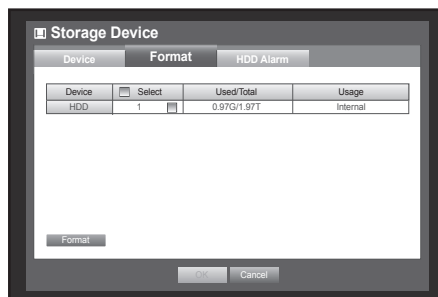 Storage Device
Device Format HDD Alarm
Device Select Used/Total Usage
HDD 1 0.97G/1.97T Internal
Format
OK Cancel